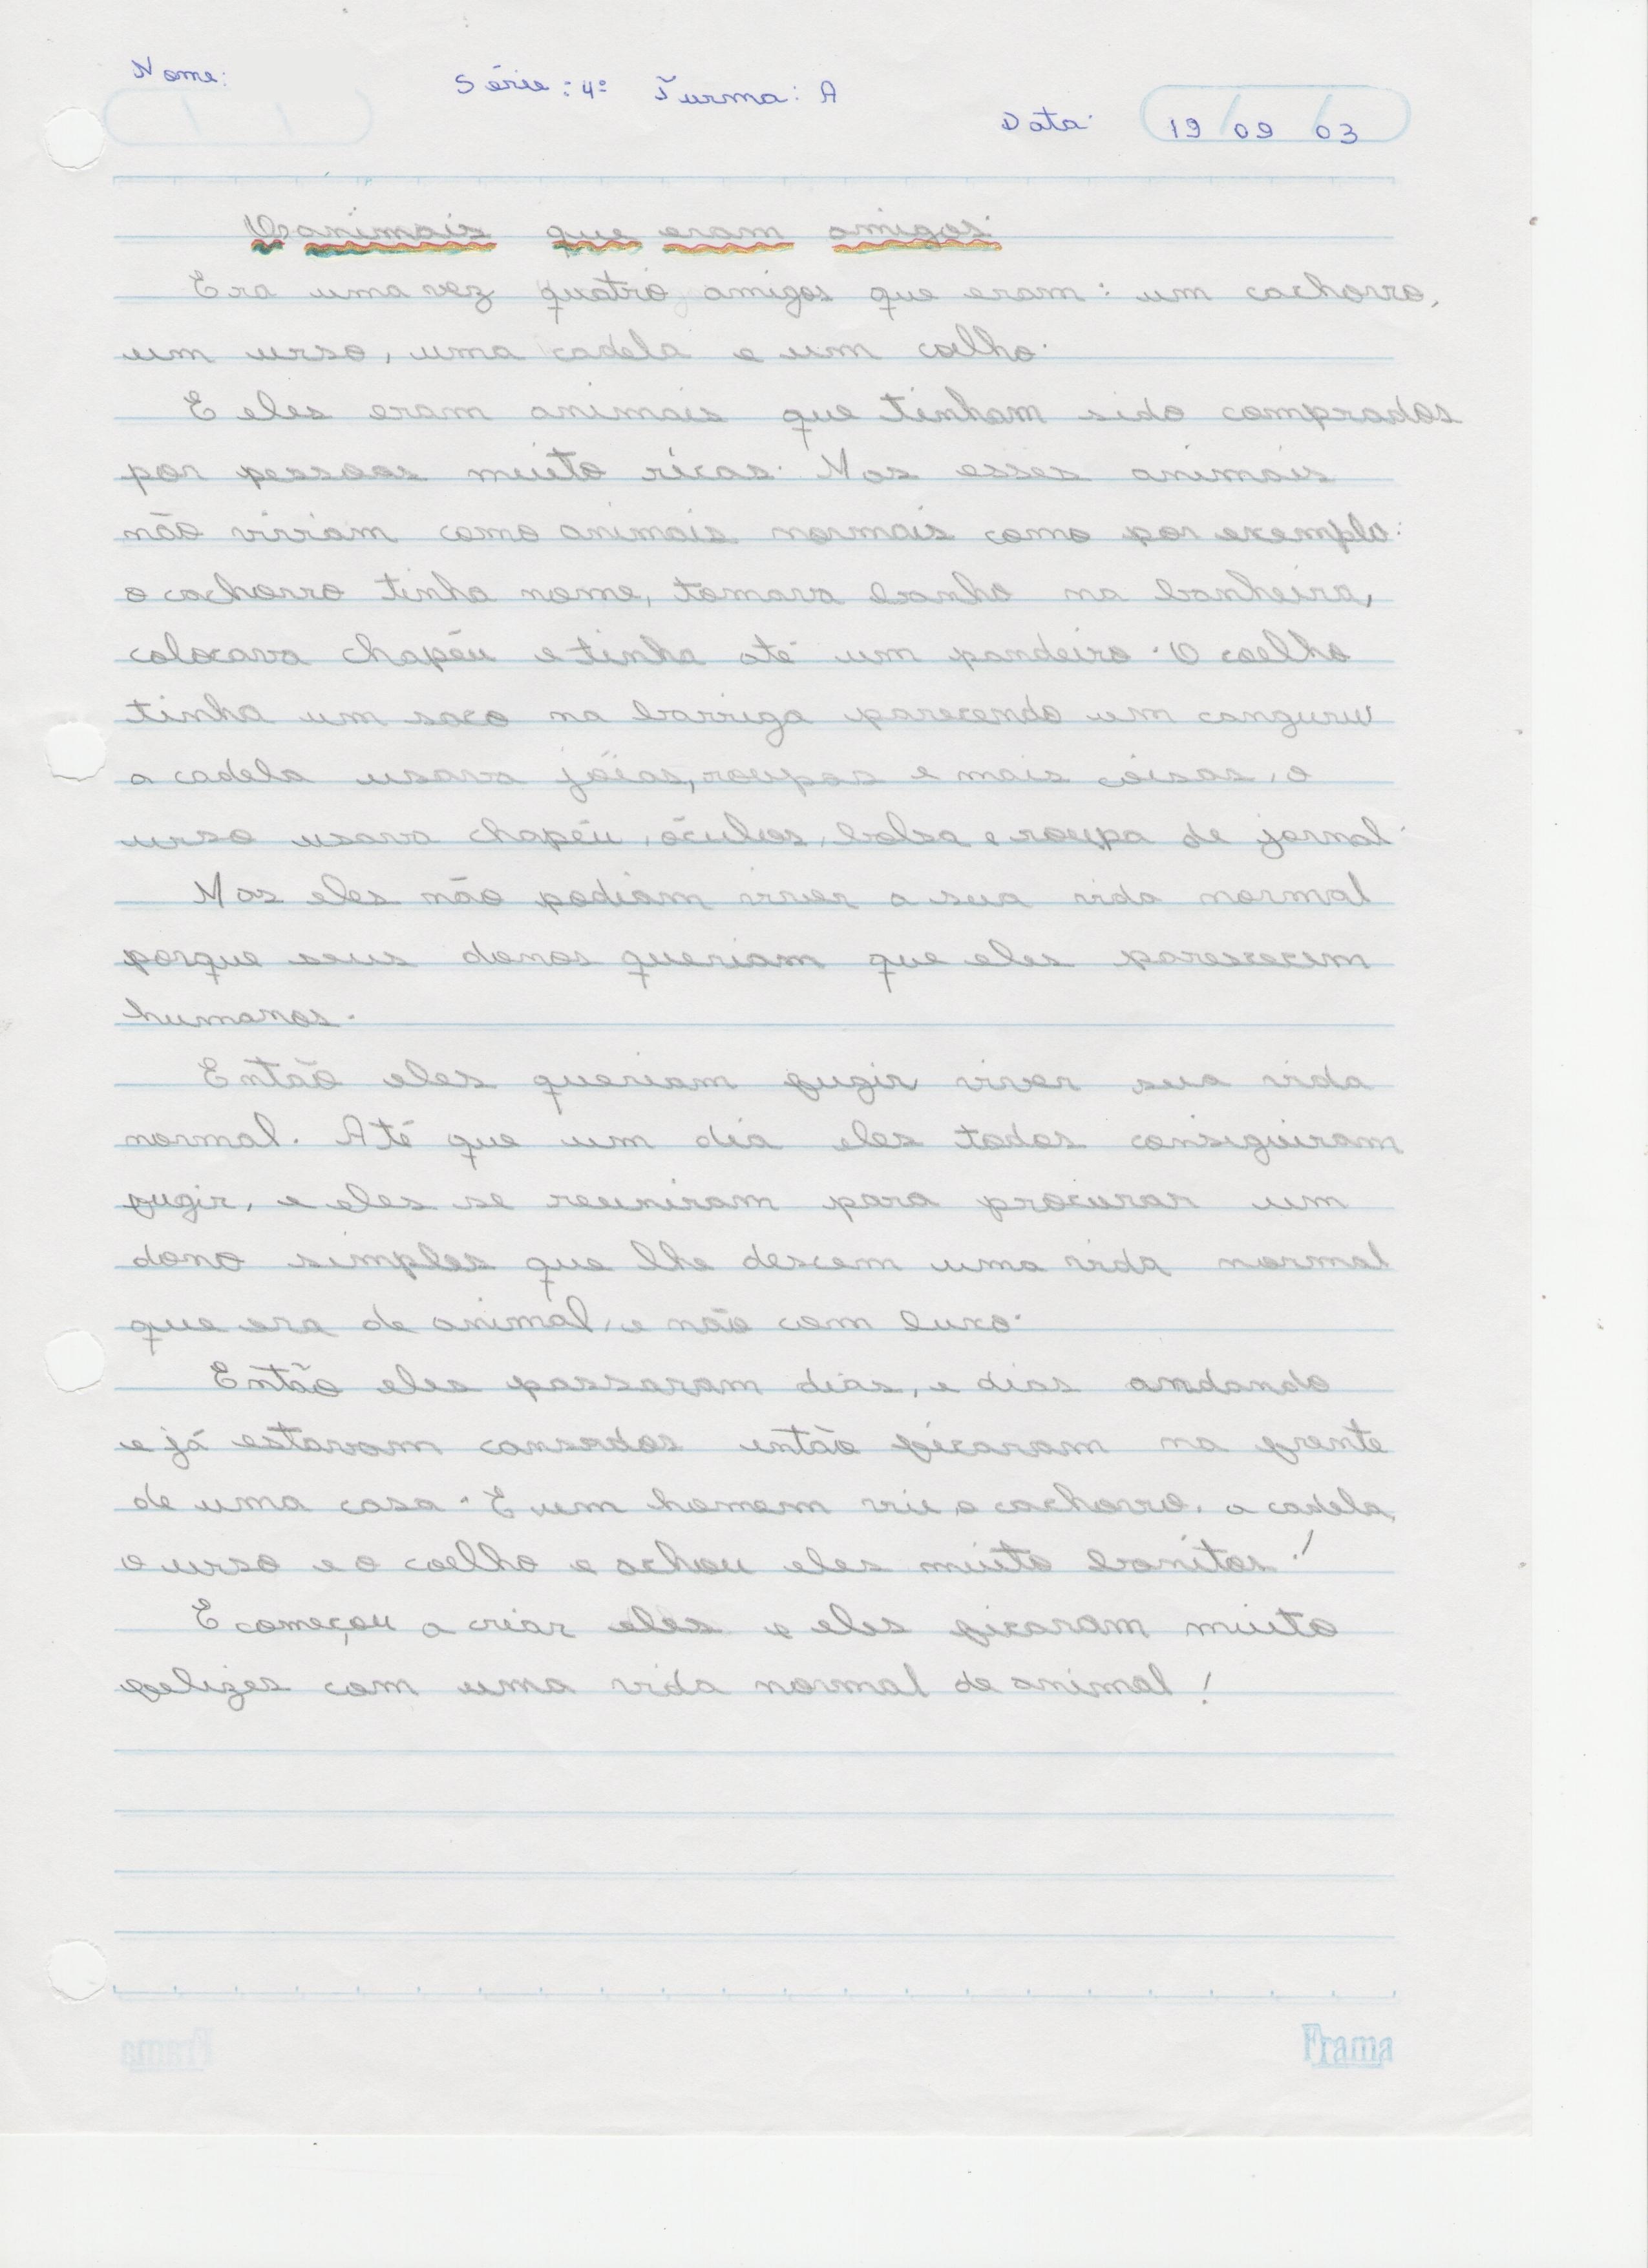 Nome: Série: 4ª Turma: A
Data: 19/09/03
Os animais que eram amigos.
Era uma vez quatro amigos que eram: um cachorro,
um urso, uma cadela e um coelho.
E eles eram animais que tinham sido comprados
por pessoas muito ricas. Mas esses animais
não viviam como animais normais como por exemplo:
o cachorro tinha nome, tomava banho na banheira,
colocava chapéu e tinha até um pandeiro. O coelho
tinha um saco na barriga parecendo um canguru
a cadela usava jóias, roupas e mais coisas, o
urso usava chapéu, óculos, bolsa e roupa de jornal.
Mas eles não podiam viver a sua vida normal
porque seus donos queriam que eles parescecem
humanos.
Então eles queriam fugir viver sua vida
normal. Até que um dia eles todos conseguiram
fugir, e eles se reuniram para procurar um
dono simples que lhe descem uma vida normal
que era de animal, e não com luxo.
Então eles passaram dias, e dias andando
e já estavam cansados então ficaram na frente
de uma casa. E um homem viu o cachorro, a cadela,
o urso e o coelho e achou eles muito bonitos!
E começou a criar eles e eles ficaram muito
felizes com uma vida normal de animal!
Frama